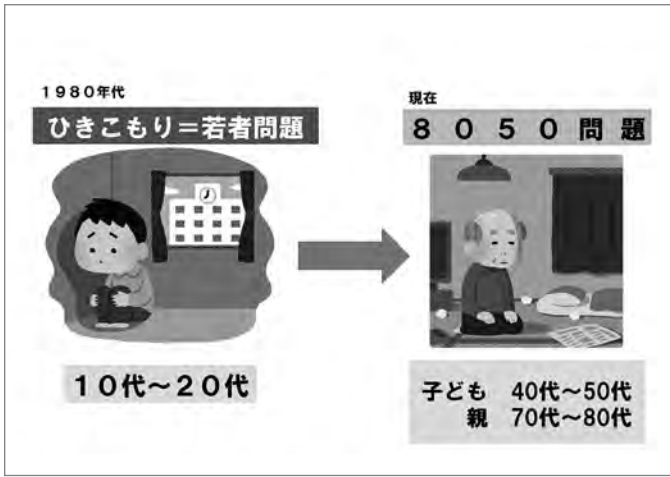 1980年代
ひきこもり＝若者問題
10代～20代
現在
8050問題
子ども 40代～50代
親 70代～80代